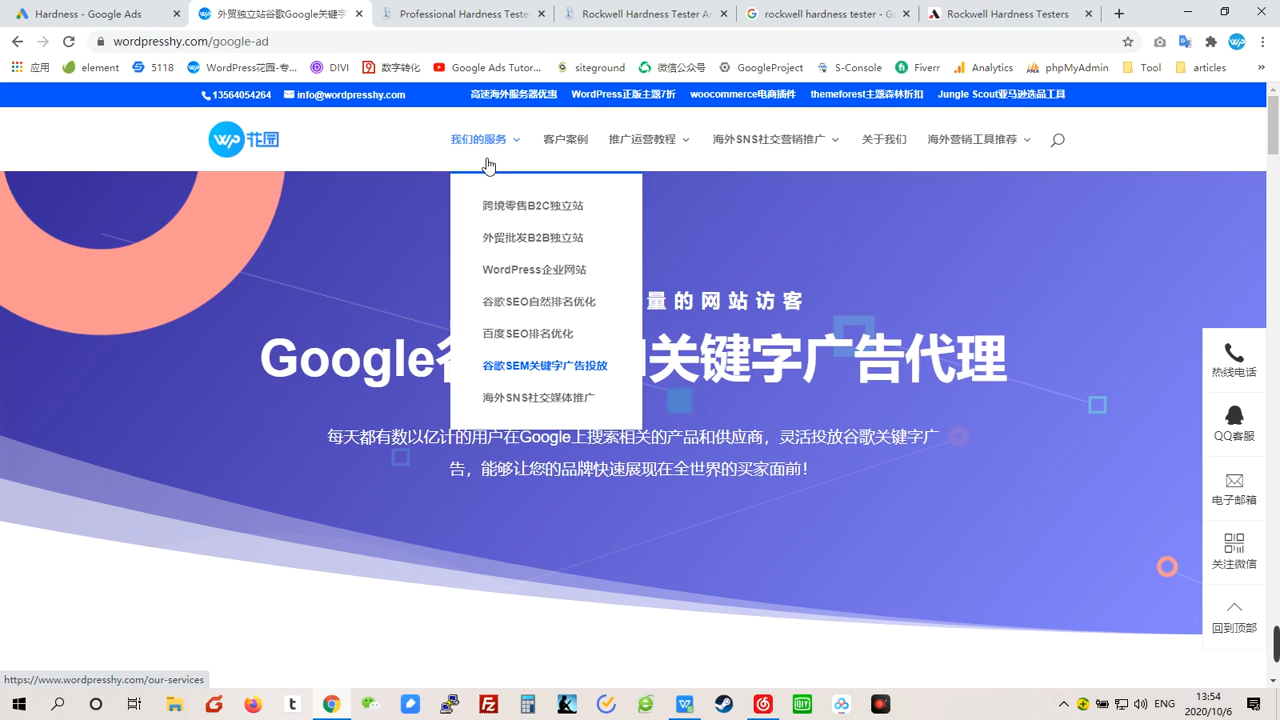 Hardness - Google Ads
外贸独立站谷歌Google关键字
Professional Hardness Teste
Rockwell Hardness Tester A
rockwell hardness tester - G
Rockwell Hardness Testers
wordpresshy.com/google-ad
应用
element
5118
WordPress花园-专...
DIVI
数字转化
Google Ads Tutor...
siteground
微信公众号
GoogleProject
S-Console
Fiverr
Analytics
phpMyAdmin
Tool
articles
13564054264
info@wordpresshy.com
高速海外服务器优惠
WordPress正版主题7折
woocommerce电商插件
themeforest主题森林折扣
Jungle Scout亚马逊选品工具
WP 花园
我们的服务
客户案例
推广运营教程
海外SNS社交营销推广
关于我们
海外营销工具推荐
跨境零售B2C独立站
外贸批发B2B独立站
WordPress企业网站
谷歌SEO自然排名优化
百度SEO排名优化
谷歌SEM关键字广告投放
海外SNS社交媒体推广
量的网站访客
Google
关键字广告代理
每天都有数以亿计的用户在Google上搜索相关的产品和供应商，灵活投放谷歌关键字广
告，能够让您的品牌快速展现在全世界的买家面前！
热线电话
QQ客服
电子邮箱
关注微信
回到顶部
https://www.wordpresshy.com/our-services
ENG
13:54
2020/10/6